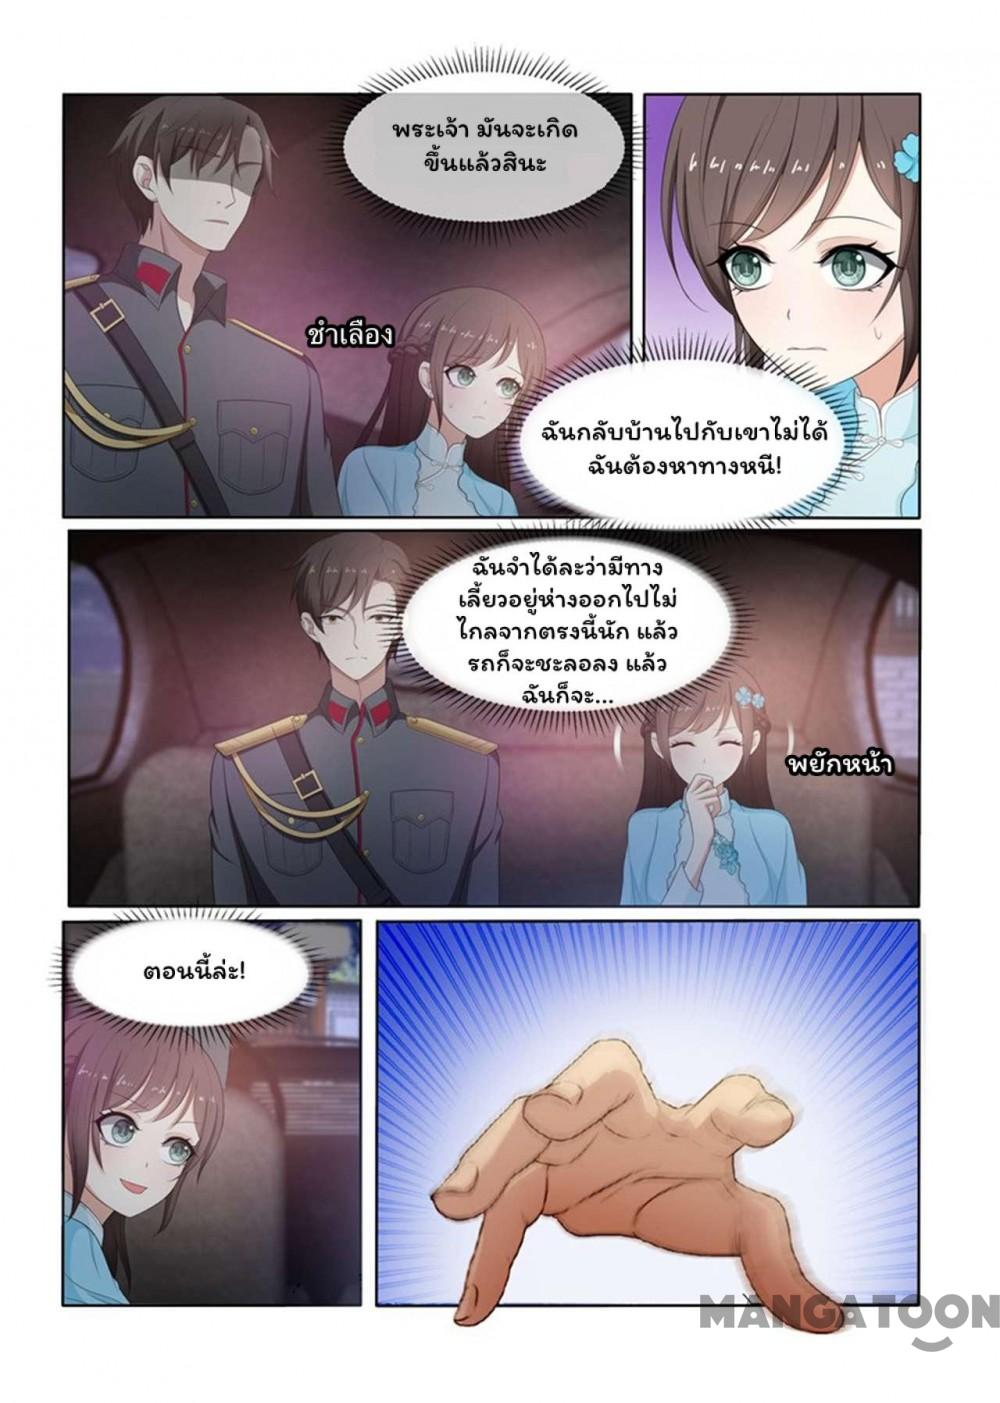 พระเจ้า มันจะเกิด
ขึ้นแล้วสินะ
ชำเลือง
ฉันกลับบ้านไปกับเขาไม่ได้
ฉันต้องหาทางหนี!
ฉันจำได้ละว่ามีทาง
เลี้ยวอยู่ห่างออกไปไม่
ไกลจากตรงนี้นัก แล้ว
รถก็จะชะลอลง แล้ว
ฉันก็จะ...
พยักหน้า
ตอนนี้ล่ะ!
MANGATOON